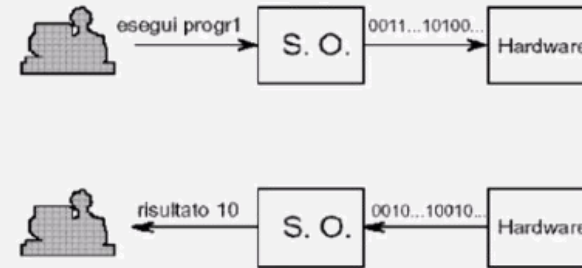 esegui progr1
S. O.
0011...10100...
Hardware
risultato 10
S. O.
0010...10010...
Hardware